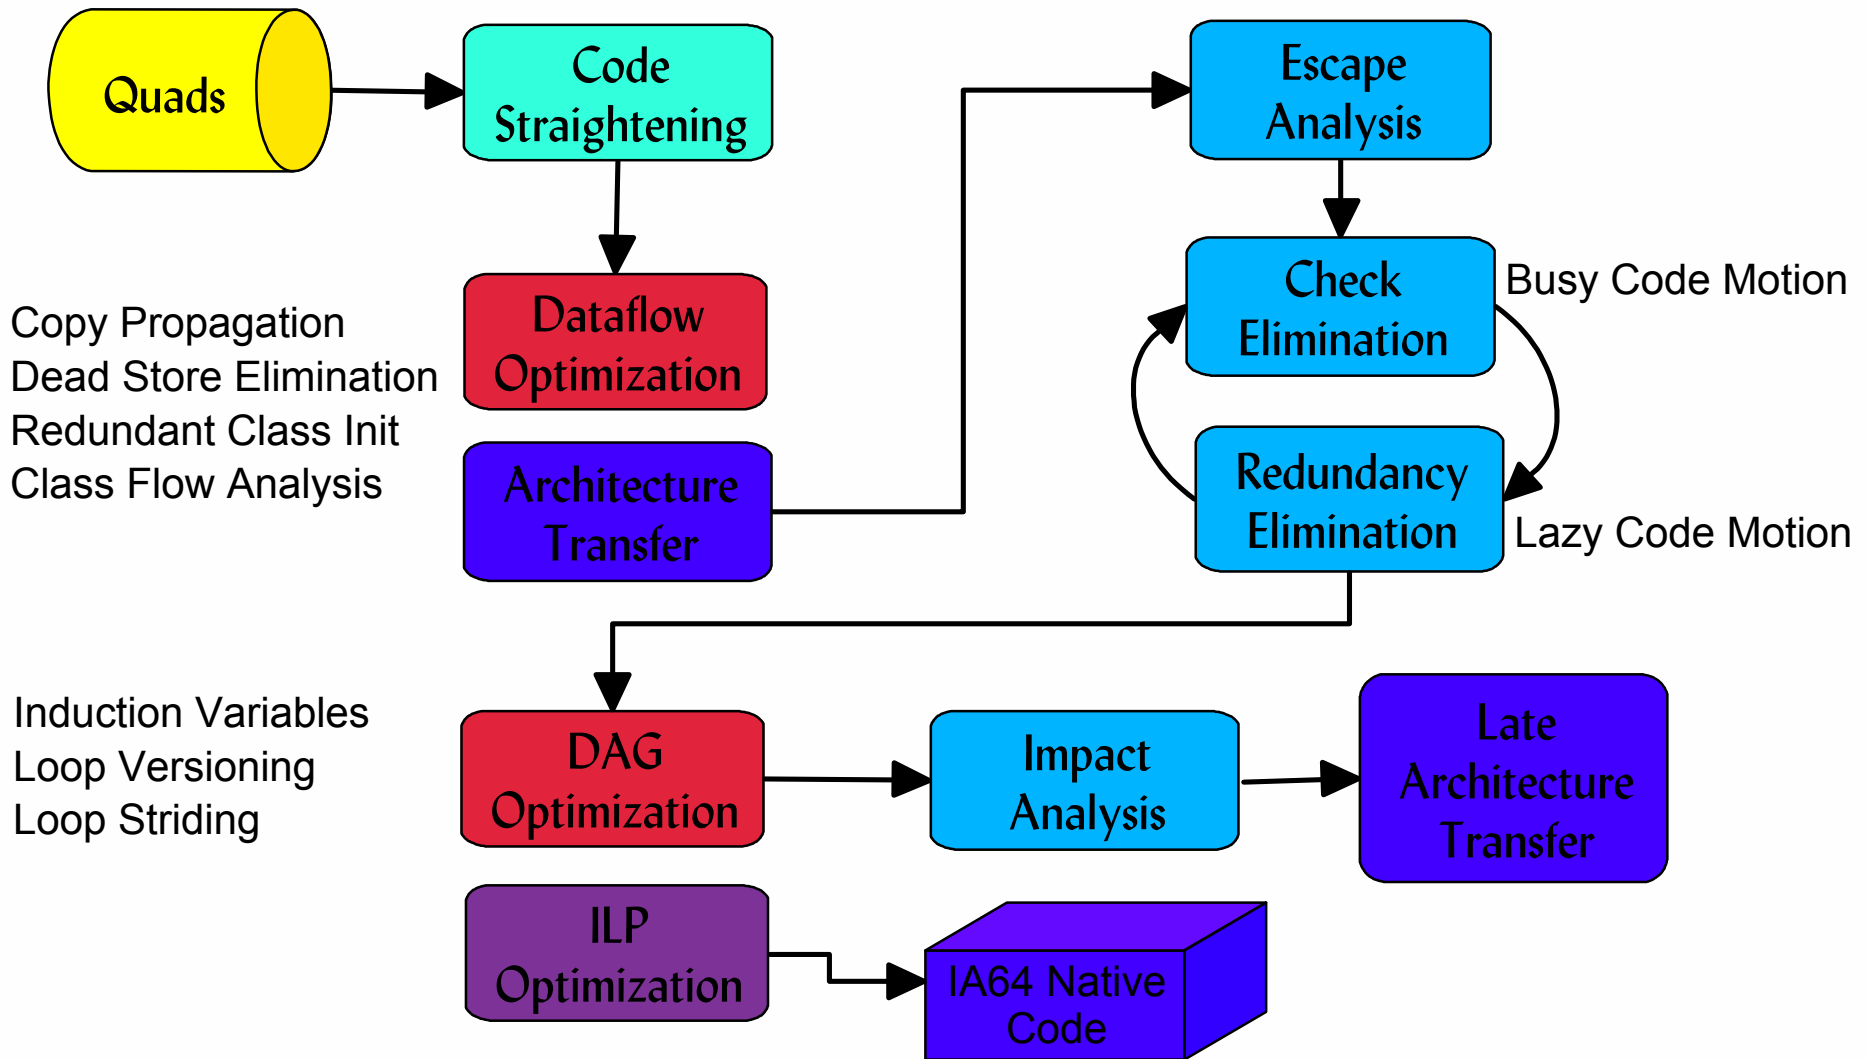 Quads
Code
Straightening
Escape
Analysis
Copy Propagation
Dead Store Elimination
Redundant Class Init
Class Flow Analysis
Dataflow
Optimization
Check
Elimination
Busy Code Motion
Architecture
Transfer
Redundancy
Elimination
Lazy Code Motion
Induction Variables
Loop Versioning
Loop Striding
DAG
Optimization
Impact
Analysis
Late
Architecture
Transfer
ILP
Optimization
IA64 Native
Code